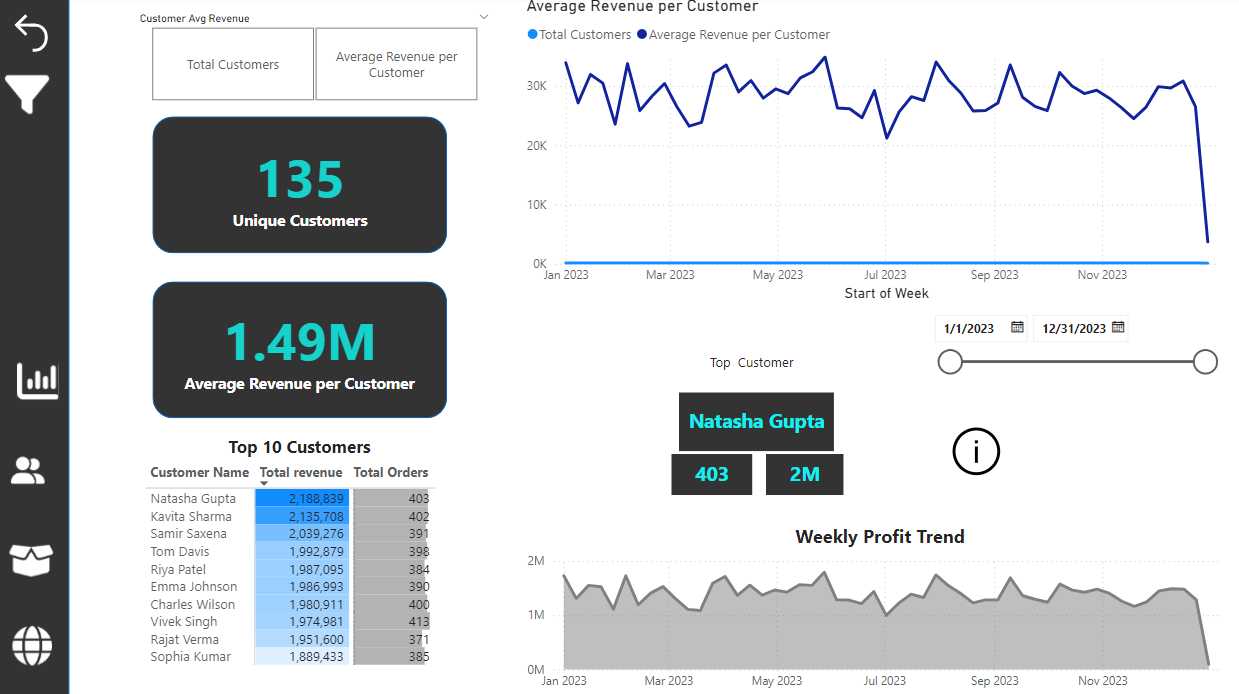 Customer Avg Revenue
Total Customers
Average Revenue per
Customer
135
Unique Customers
1.49M
Average Revenue per Customer
Top 10 Customers
Customer Name Total revenue Total Orders
Natasha Gupta 2,188,839 403
Kavita Sharma 2,135,708 402
Samir Saxena 2,039,276 391
Tom Davis 1,992,879 398
Riya Patel 1,987,095 384
Emma Johnson 1,986,993 390
Charles Wilson 1,980,911 400
Vivek Singh 1,974,981 413
Rajat Verma 1,951,600 371
Sophia Kumar 1,889,433 385
Average Revenue per Customer
Total Customers Average Revenue per Customer
30K
20K
10K
0K
Jan 2023 Mar 2023 May 2023 Jul 2023 Sep 2023 Nov 2023
Start of Week
1/1/2023 12/31/2023
Top Customer
Natasha Gupta
403 2M
i
Weekly Profit Trend
2M
1M
0M
Jan 2023 Mar 2023 May 2023 Jul 2023 Sep 2023 Nov 2023